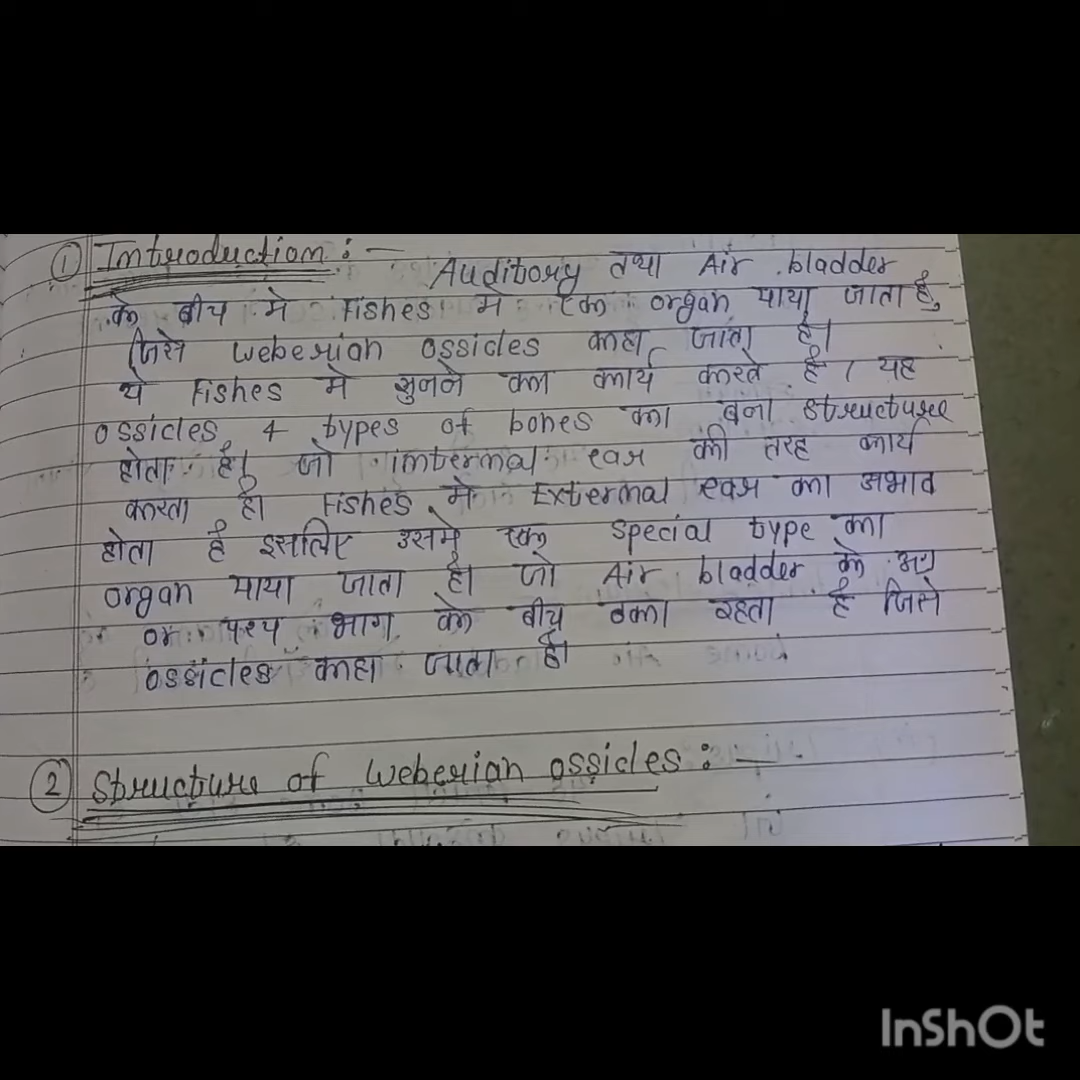 ① Introduction : -
Auditory तथा Air bladder
के बीच मे Fishes मे एक organ पाया जाता है
जिसे weberian ossicles कहा जाता है।
ये Fishes मे सुनने का कार्य करते है। यह
ossicles 4 types of bones का बना structure
होता है। जो internal ear की तरह कार्य
करता है। Fishes मे External ear का अभाव
होता है इसलिए उसमे एक special type का
organ पाया जाता है। जो Air bladder के अग्र
or पश्य भाग के बीच ढका रहता है जिसे
ossicles कहा जाता है।
② Structure of weberian ossicles : -
InShOt